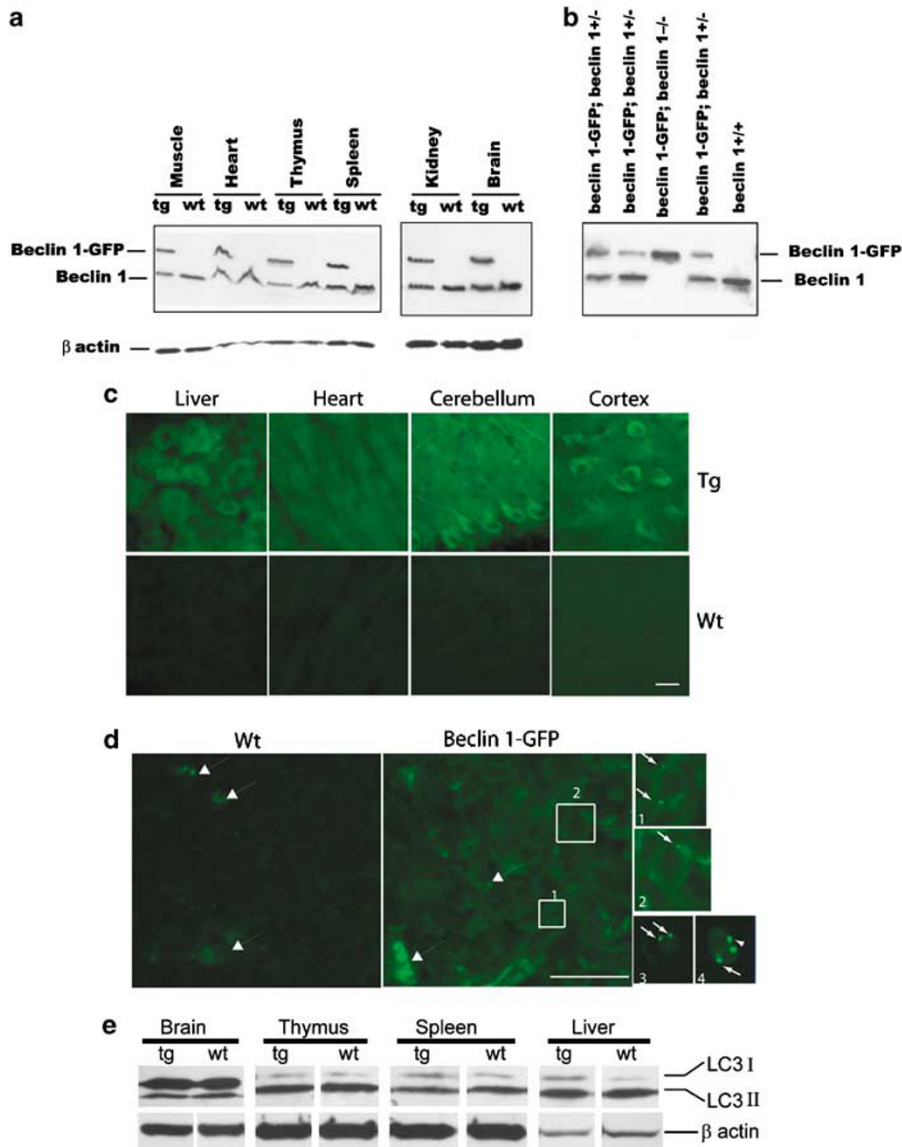 a
Muscle Heart Thymus Spleen Kidney Brain
tg wt tg wt tg wt tg wt tg wt tg wt
Beclin 1-GFP
Beclin 1
β actin
b
beclin 1-GFP; beclin 1+/-
beclin 1-GFP; beclin 1+/-
beclin 1-GFP; beclin 1-/-
beclin 1-GFP; beclin 1+/-
beclin 1+/+
Beclin 1-GFP
Beclin 1
c
Liver Heart Cerebellum Cortex
Tg
Wt
d
Wt Beclin 1-GFP
2
1
1
2
3 4
e
Brain Thymus Spleen Liver
tg wt tg wt tg wt tg wt
LC3 I
LC3 II
β actin